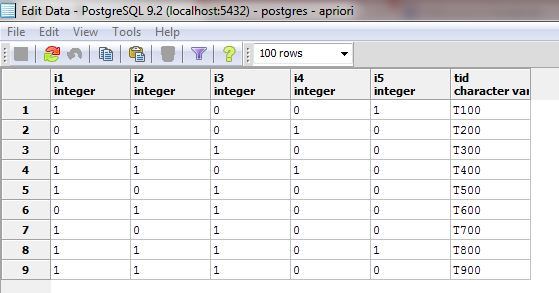 Edit Data - PostgreSQL 9.2 (localhost:5432) - postgres - apriori
File Edit View Tools Help
100 rows
i1 i2 i3 i4 i5 tid
integer integer integer integer integer character var
1 1 1 0 0 1 T100
2 0 1 0 1 0 T200
3 0 1 1 0 0 T300
4 1 1 0 1 0 T400
5 1 0 1 0 0 T500
6 0 1 1 0 0 T600
7 1 0 1 0 0 T700
8 1 1 1 0 1 T800
9 1 1 1 0 0 T900